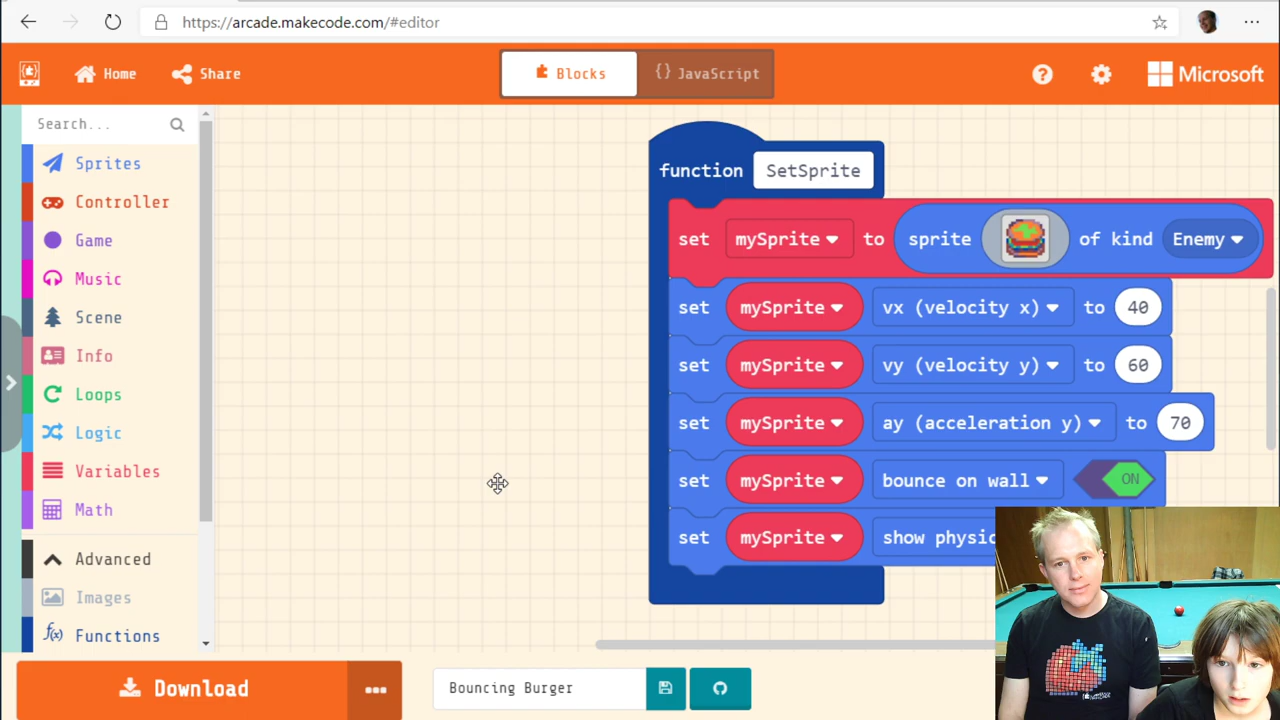 https://arcade.makecode.com/#editor
Home
Share
Blocks
{} JavaScript
?
Microsoft
Search...
Sprites
Controller
Game
Music
Scene
Info
Loops
Logic
Variables
Math
Advanced
Images
f(x) Functions
function SetSprite
set mySprite to sprite of kind Enemy
set mySprite vx (velocity x) to 40
set mySprite vy (velocity y) to 60
set mySprite ay (acceleration y) to 70
set mySprite bounce on wall ON
set mySprite show physic
Download
Bouncing Burger